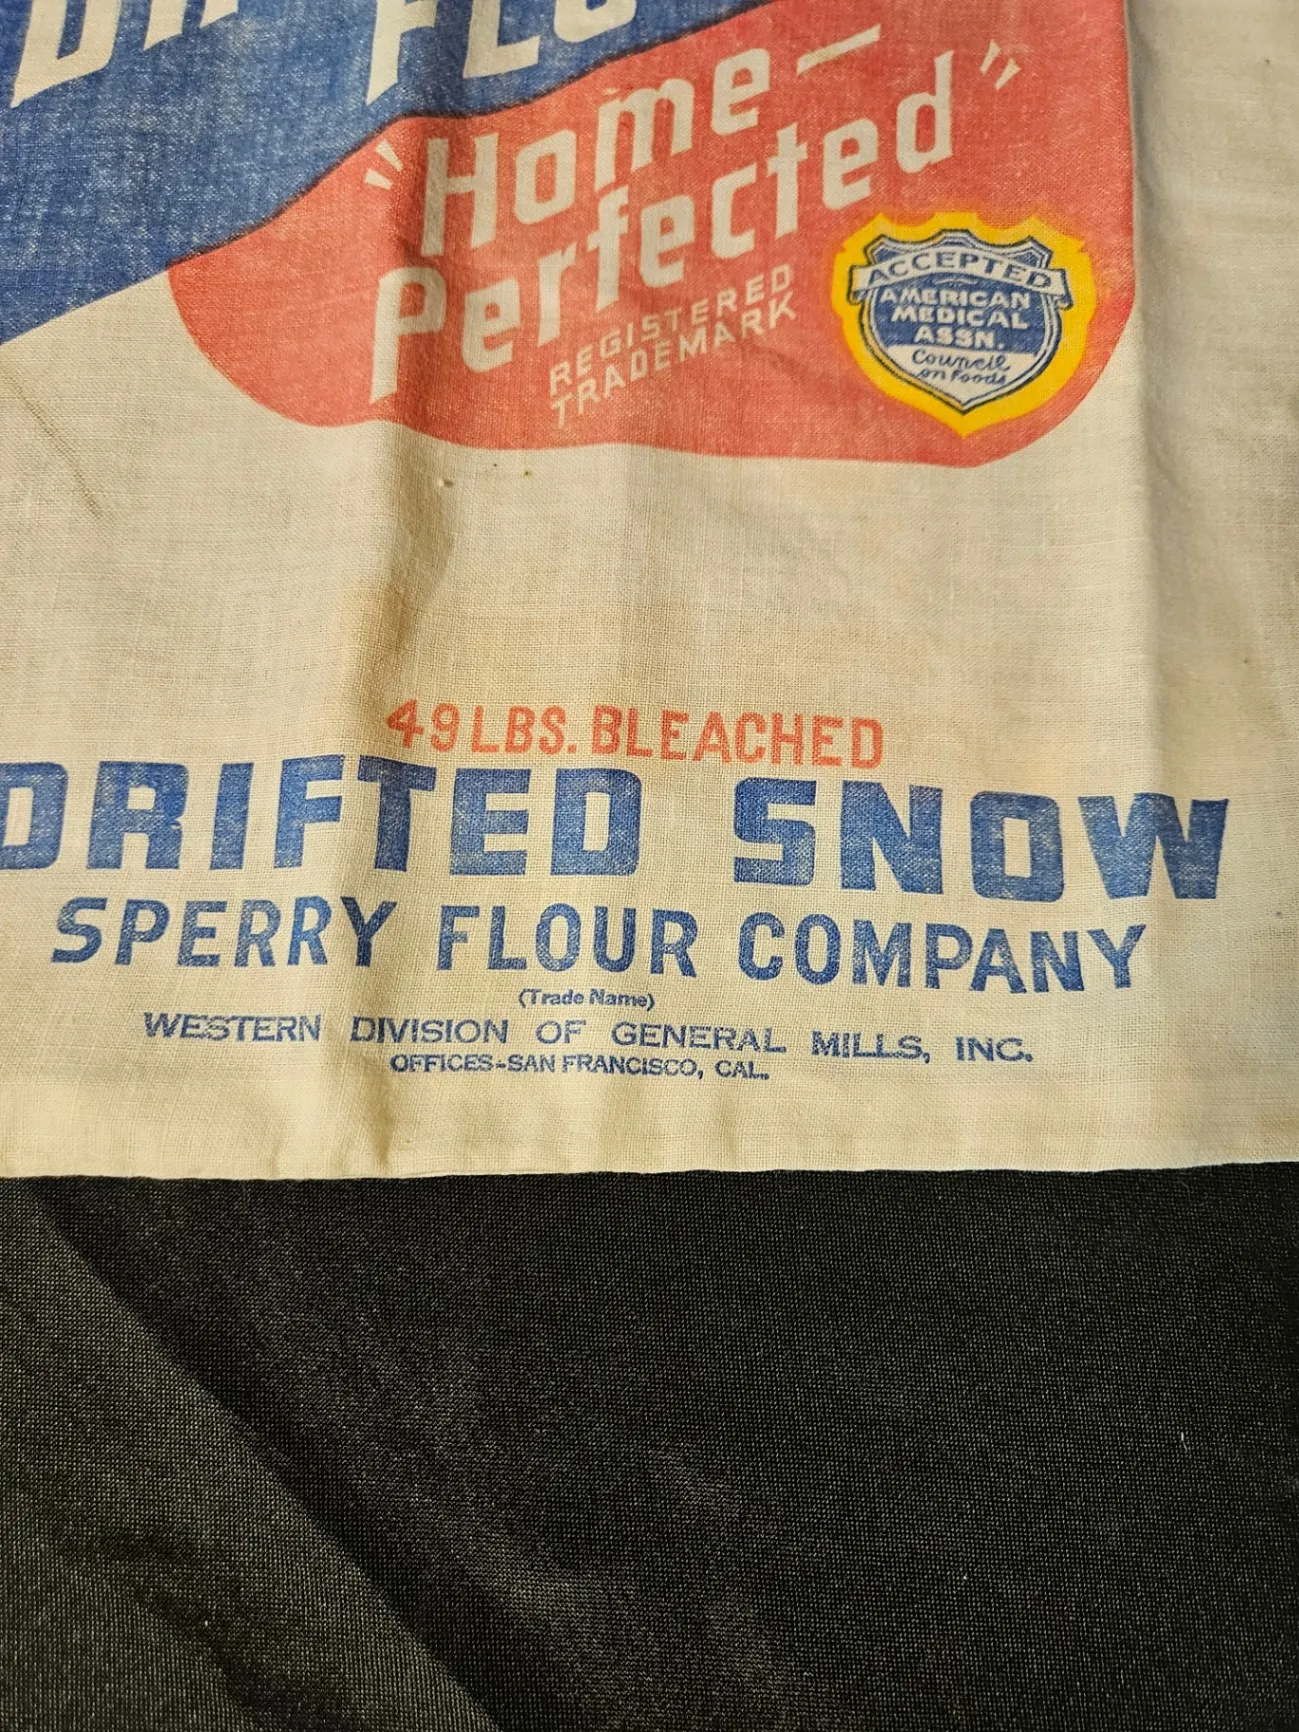 "Home-
Perfected"
REGISTERED
TRADEMARK
ACCEPTED
AMERICAN
MEDICAL
ASSN.
Council
on Foods
49 LBS. BLEACHED
DRIFTED SNOW
SPERRY FLOUR COMPANY
(Trade Name)
WESTERN DIVISION OF GENERAL MILLS, INC.
OFFICES-SAN FRANCISCO, CAL.